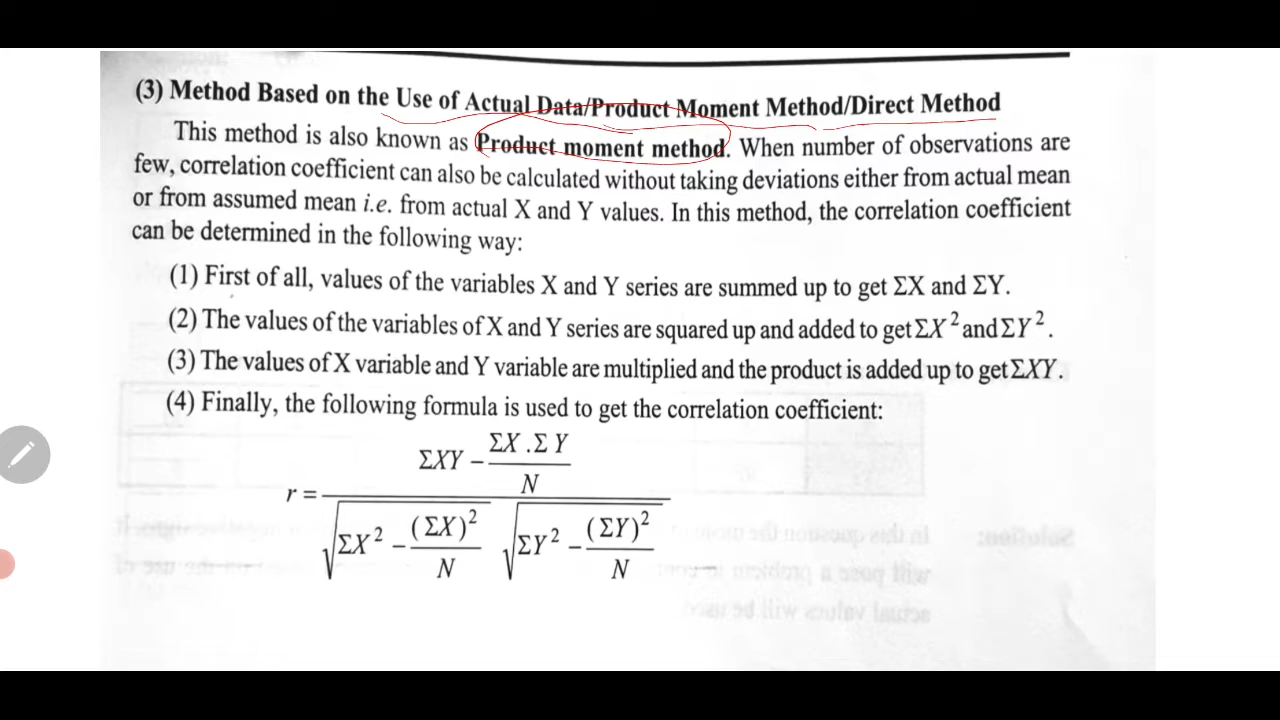 (3) Method Based on the Use of Actual Data/Product Moment Method/Direct Method
This method is also known as Product moment method. When number of observations are
few, correlation coefficient can also be calculated without taking deviations either from actual mean
or from assumed mean i.e. from actual X and Y values. In this method, the correlation coefficient
can be determined in the following way:
(1) First of all, values of the variables X and Y series are summed up to get ΣX and ΣY.
(2) The values of the variables of X and Y series are squared up and added to get ΣX² and ΣY².
(3) The values of X variable and Y variable are multiplied and the product is added up to get ΣXY.
(4) Finally, the following formula is used to get the correlation coefficient:
r = (ΣXY − (ΣX . ΣY)/N) / (√(ΣX² − (ΣX)²/N) √(ΣY² − (ΣY)²/N))